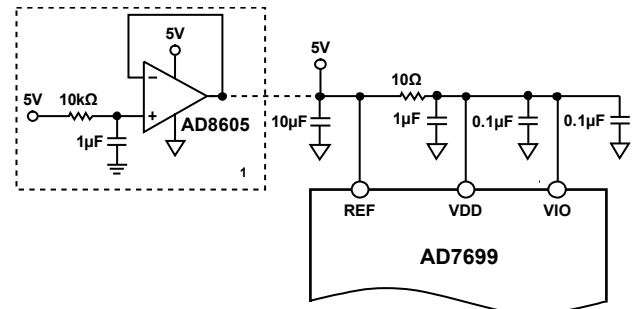 5V
5V
5V
10kΩ
−
+
AD8605
1µF
1
10Ω
10µF
1µF
0.1µF
0.1µF
REF
VDD
VIO
AD7699